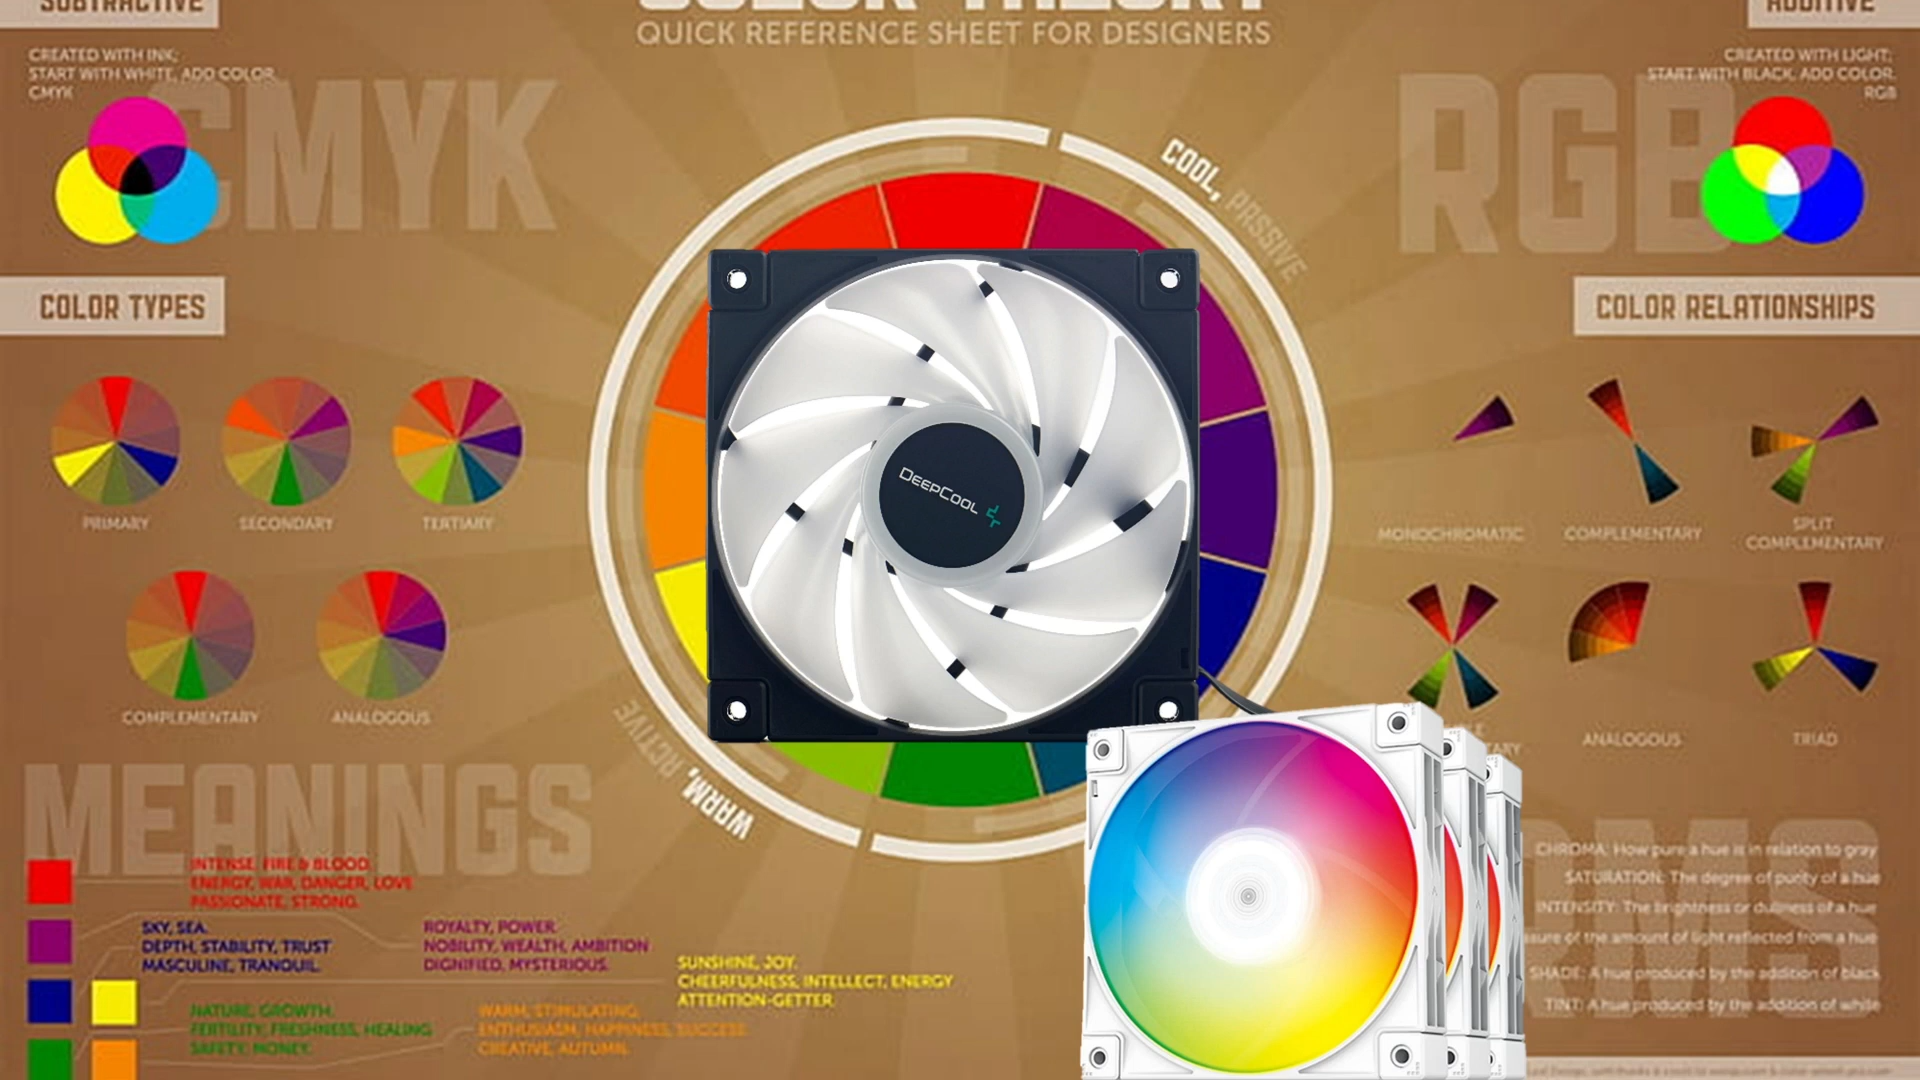 SUBTRACTIVE
COLOR THEORY
QUICK REFERENCE SHEET FOR DESIGNERS
ADDITIVE
CREATED WITH INK;
START WITH WHITE, ADD COLOR.
CMYK
CMYK
CREATED WITH LIGHT;
START WITH BLACK, ADD COLOR.
RGB
RGB
COOL, PASSIVE
COLOR TYPES
PRIMARY
SECONDARY
TERTIARY
COMPLEMENTARY
ANALOGOUS
DEEPCOOL
COLOR RELATIONSHIPS
MONOCHROMATIC
COMPLEMENTARY
SPLIT
COMPLEMENTARY
ANALOGOUS
TRIAD
WARM, ACTIVE
MEANINGS
INTENSE, FIRE & BLOOD,
ENERGY, WAR, DANGER, LOVE
PASSIONATE, STRONG.
SKY, SEA.
DEPTH, STABILITY, TRUST
MASCULINE, TRANQUIL.
ROYALTY, POWER.
NOBILITY, WEALTH, AMBITION
DIGNIFIED, MYSTERIOUS.
SUNSHINE, JOY,
CHEERFULNESS, INTELLECT, ENERGY
ATTENTION-GETTER
NATURE, GROWTH.
FERTILITY, FRESHNESS, HEALING
SAFETY, MONEY.
WARM, STIMULATING.
ENTHUSIASM, HAPPINESS, SUCCESS
CREATIVE, AUTUMN.
CHROMA: How pure a hue is in relation to gray
SATURATION: The degree of purity of a hue
INTENSITY: The brightness or dullness of a hue
of the amount of light reflected from a hue
SHADE: A hue produced by the addition of black
TINT: A hue produced by the addition of white